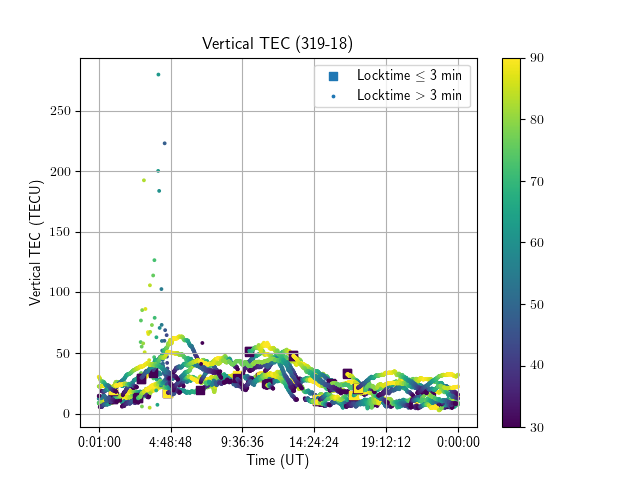 Vertical TEC (319-18)
Locktime ≤ 3 min
Locktime > 3 min
Vertical TEC (TECU)
250
200
150
100
50
0
0:01:00 4:48:48 9:36:36 14:24:24 19:12:12 0:00:00
Time (UT)
90
80
70
60
50
40
30